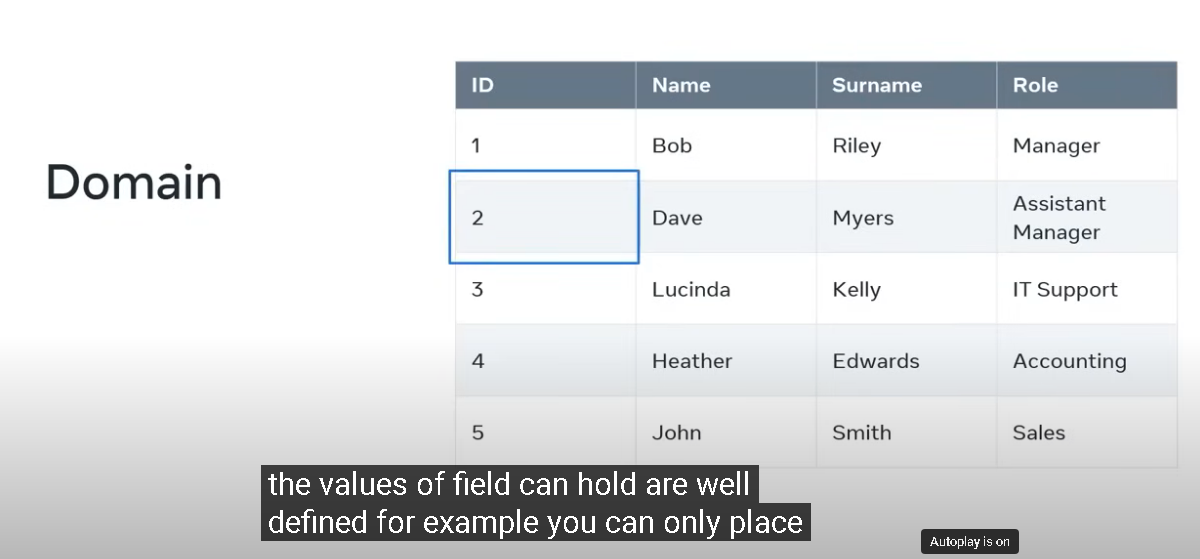 Domain
ID Name Surname Role
1 Bob Riley Manager
2 Dave Myers Assistant
Manager
3 Lucinda Kelly IT Support
4 Heather Edwards Accounting
5 John Smith Sales
the values of field can hold are well
defined for example you can only place
Autoplay is on